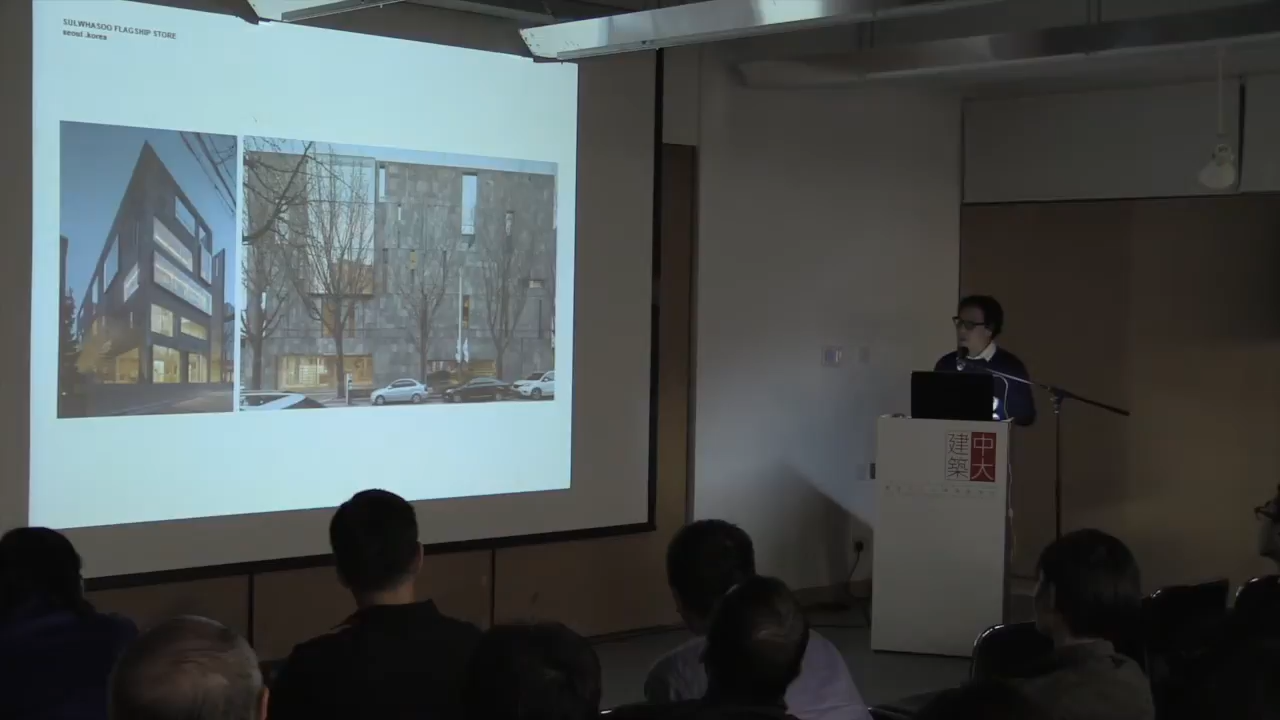 SULWHASOO FLAGSHIP STORE
seoul .korea
建 中
築 大